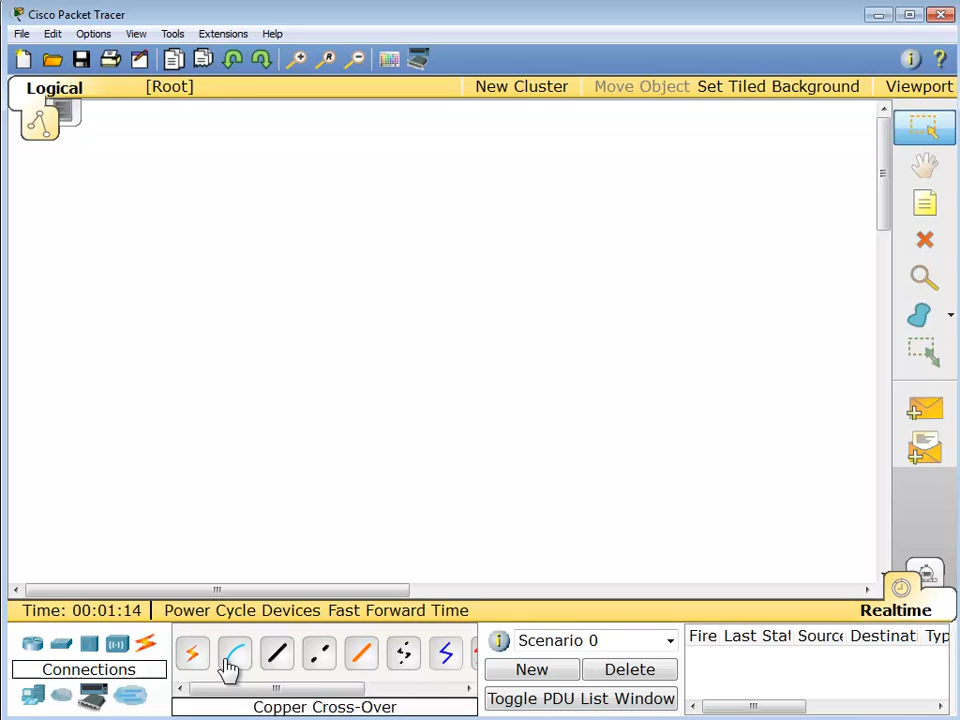 Cisco Packet Tracer
File Edit Options View Tools Extensions Help
Logical [Root] New Cluster Move Object Set Tiled Background Viewport
Time: 00:01:14 Power Cycle Devices Fast Forward Time Realtime
Connections
Copper Cross-Over
Scenario 0
New Delete
Toggle PDU List Window
Fire Last Stat Source Destinati Typ